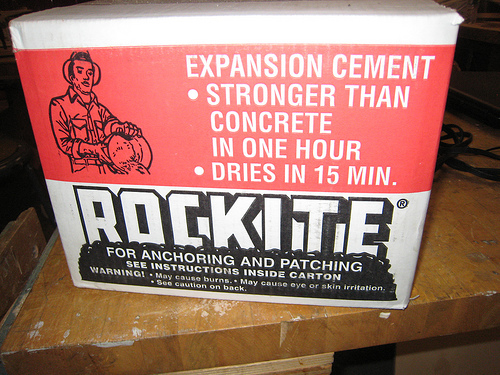 EXPANSION CEMENT
• STRONGER THAN
CONCRETE
IN ONE HOUR
• DRIES IN 15 MIN.
ROCKITE®
FOR ANCHORING AND PATCHING
SEE INSTRUCTIONS INSIDE CARTON
WARNING! • May cause burns. • May cause eye or skin irritation.
• See caution on back.